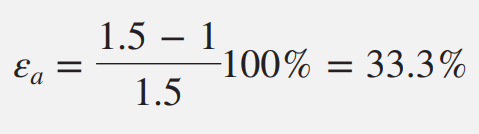 εa = (1.5 − 1)/1.5 100% = 33.3%